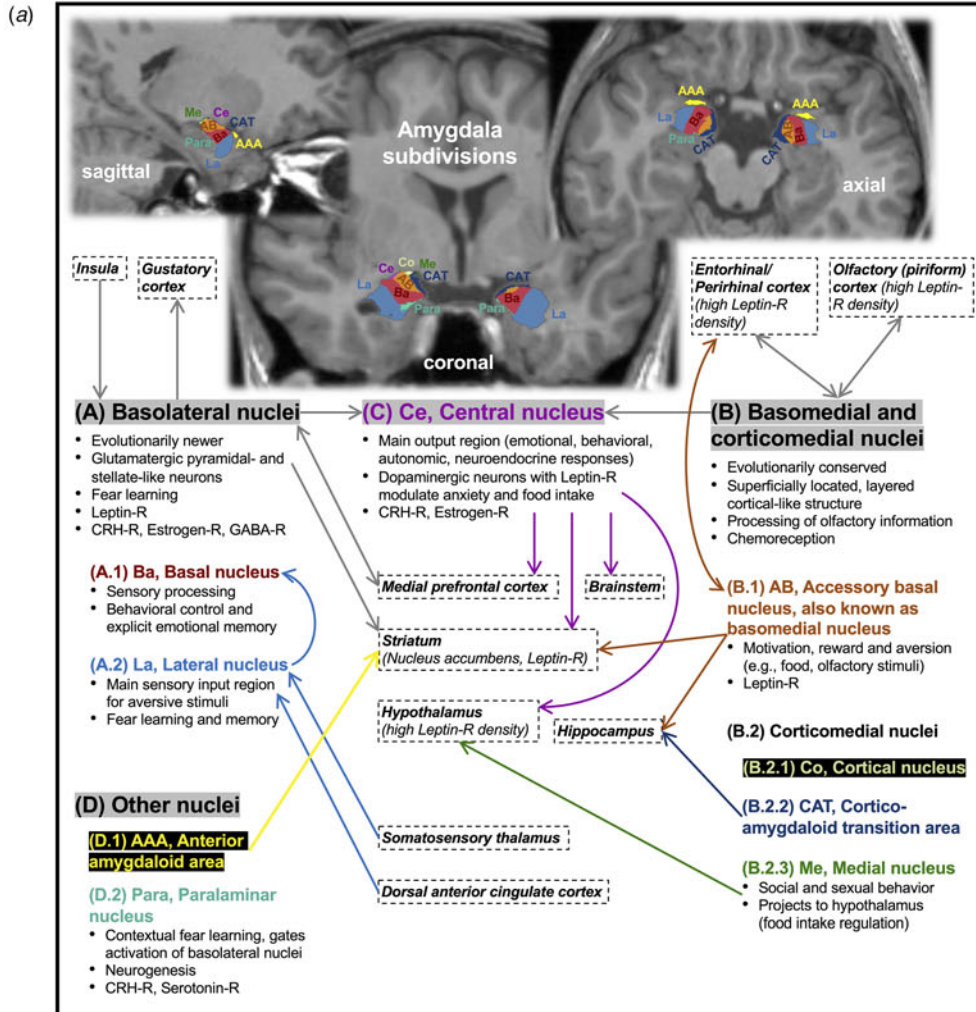 (a)
Me
Ce
CAT
AB
Ba
Para
AAA
La
sagittal
Amygdala
subdivisions
AAA
La
Ba
Para
CAT
AAA
AB
Ba
La
CAT
axial
Co
Me
Ce
CAT
La
AB
Ba
Para
CAT
Ba
La
coronal
Insula
Gustatory
cortex
Entorhinal/
Perirhinal cortex
(high Leptin-R
density)
Olfactory (piriform)
cortex (high Leptin-
R density)
(A) Basolateral nuclei
• Evolutionarily newer
• Glutamatergic pyramidal- and
stellate-like neurons
• Fear learning
• Leptin-R
• CRH-R, Estrogen-R, GABA-R
(A.1) Ba, Basal nucleus
• Sensory processing
• Behavioral control and
explicit emotional memory
(A.2) La, Lateral nucleus
• Main sensory input region
for aversive stimuli
• Fear learning and memory
(C) Ce, Central nucleus
• Main output region (emotional, behavioral,
autonomic, neuroendocrine responses)
• Dopaminergic neurons with Leptin-R
modulate anxiety and food intake
• CRH-R, Estrogen-R
Medial prefrontal cortex
Brainstem
Striatum
(Nucleus accumbens, Leptin-R)
Hypothalamus
(high Leptin-R density)
Hippocampus
Somatosensory thalamus
Dorsal anterior cingulate cortex
(B) Basomedial and
corticomedial nuclei
• Evolutionarily conserved
• Superficially located, layered
cortical-like structure
• Processing of olfactory information
• Chemoreception
(B.1) AB, Accessory basal
nucleus, also known as
basomedial nucleus
• Motivation, reward and aversion
(e.g., food, olfactory stimuli)
• Leptin-R
(B.2) Corticomedial nuclei
(B.2.1) Co, Cortical nucleus
(B.2.2) CAT, Cortico-
amygdaloid transition area
(B.2.3) Me, Medial nucleus
• Social and sexual behavior
• Projects to hypothalamus
(food intake regulation)
(D) Other nuclei
(D.1) AAA, Anterior
amygdaloid area
(D.2) Para, Paralaminar
nucleus
• Contextual fear learning, gates
activation of basolateral nuclei
• Neurogenesis
• CRH-R, Serotonin-R